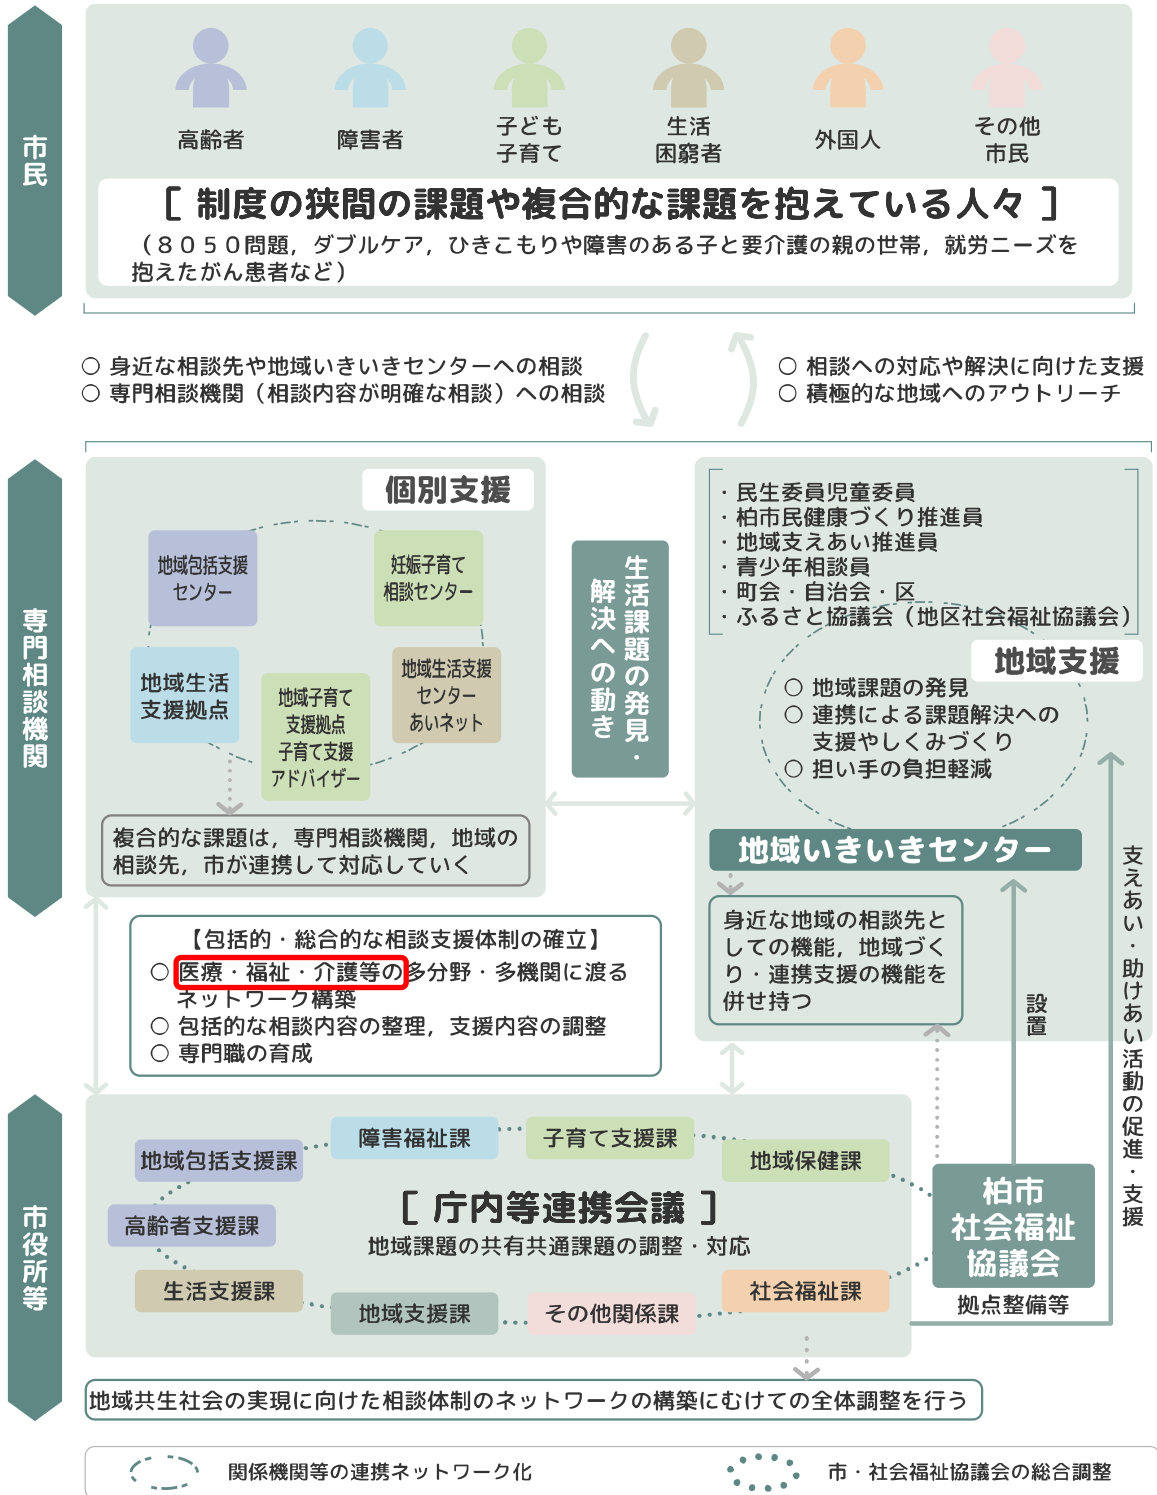 市民
高齢者
障害者
子ども
子育て
生活
困窮者
外国人
その他
市民
［ 制度の狭間の課題や複合的な課題を抱えている人々 ］
（８０５０問題，ダブルケア，ひきこもりや障害のある子と要介護の親の世帯，就労ニーズを
抱えたがん患者など）
○ 身近な相談先や地域いきいきセンターへの相談
○ 専門相談機関（相談内容が明確な相談）への相談
○ 相談への対応や解決に向けた支援
○ 積極的な地域へのアウトリーチ
専門相談機関
個別支援
地域包括支援
センター
妊娠子育て
相談センター
地域生活
支援拠点
地域子育て
支援拠点
子育て支援
アドバイザー
地域生活支援
センター
あいネット
複合的な課題は，専門相談機関，地域の
相談先，市が連携して対応していく
生活課題の発見・
解決への動き
・民生委員児童委員
・柏市民健康づくり推進員
・地域支えあい推進員
・青少年相談員
・町会・自治会・区
・ふるさと協議会（地区社会福祉協議会）
地域支援
○ 地域課題の発見
○ 連携による課題解決への
支援やしくみづくり
○ 担い手の負担軽減
地域いきいきセンター
身近な地域の相談先と
しての機能，地域づく
り・連携支援の機能を
併せ持つ
設置
支えあい・助けあい活動の促進・支援
【包括的・総合的な相談支援体制の確立】
○ 医療・福祉・介護等の多分野・多機関に渡る
ネットワーク構築
○ 包括的な相談内容の整理，支援内容の調整
○ 専門職の育成
市役所等
地域包括支援課
障害福祉課
子育て支援課
地域保健課
高齢者支援課
［ 庁内等連携会議 ］
地域課題の共有共通課題の調整・対応
生活支援課
地域支援課
その他関係課
社会福祉課
柏市
社会福祉
協議会
拠点整備等
地域共生社会の実現に向けた相談体制のネットワークの構築にむけての全体調整を行う
関係機関等の連携ネットワーク化
市・社会福祉協議会の総合調整